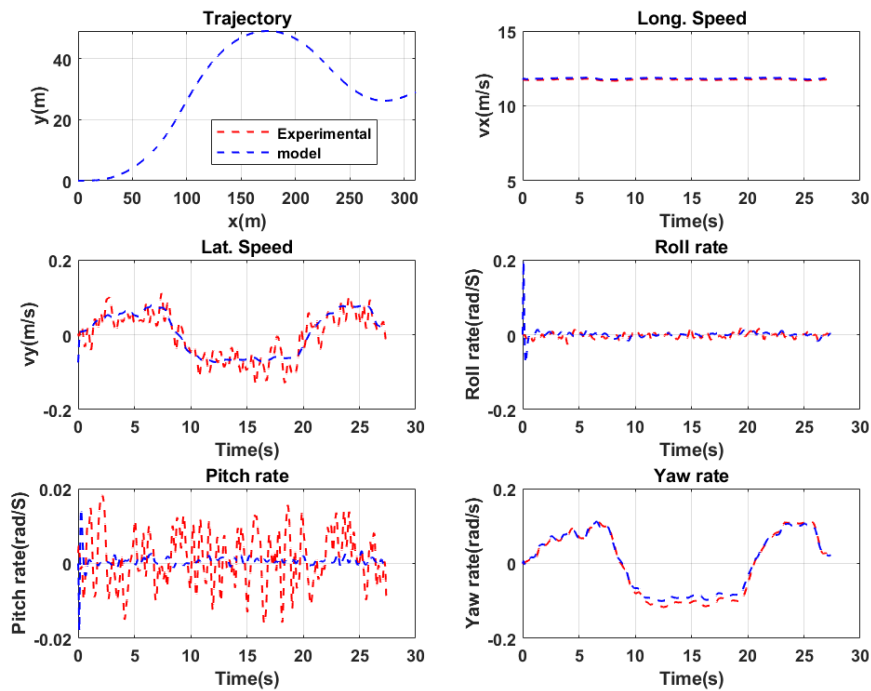 Trajectory
40
20
0
y(m)
Experimental
model
0 50 100 150 200 250 300
x(m)
Long. Speed
15
10
5
vx(m/s)
0 5 10 15 20 25 30
Time(s)
Lat. Speed
0.2
0
-0.2
vy(m/s)
0 5 10 15 20 25 30
Time(s)
Roll rate
0.2
0
-0.2
Roll rate(rad/S)
0 5 10 15 20 25 30
Time(s)
Pitch rate
0.02
0
-0.02
Pitch rate(rad/S)
0 5 10 15 20 25 30
Time(s)
Yaw rate
0.2
0
-0.2
Yaw rate(rad/s)
0 5 10 15 20 25 30
Time(s)